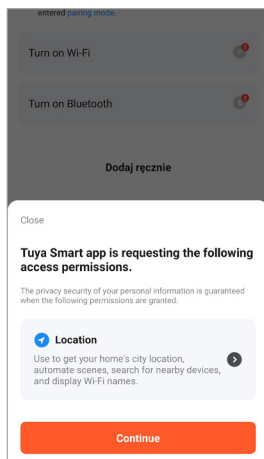 entered pairing mode.
Turn on Wi-Fi
Turn on Bluetooth
Dodaj ręcznie
Close
Tuya Smart app is requesting the following
access permissions.
The privacy security of your personal information is guaranteed
when the following permissions are granted.
Location
Use to get your home's city location,
automate scenes, search for nearby devices,
and display Wi-Fi names.
Continue